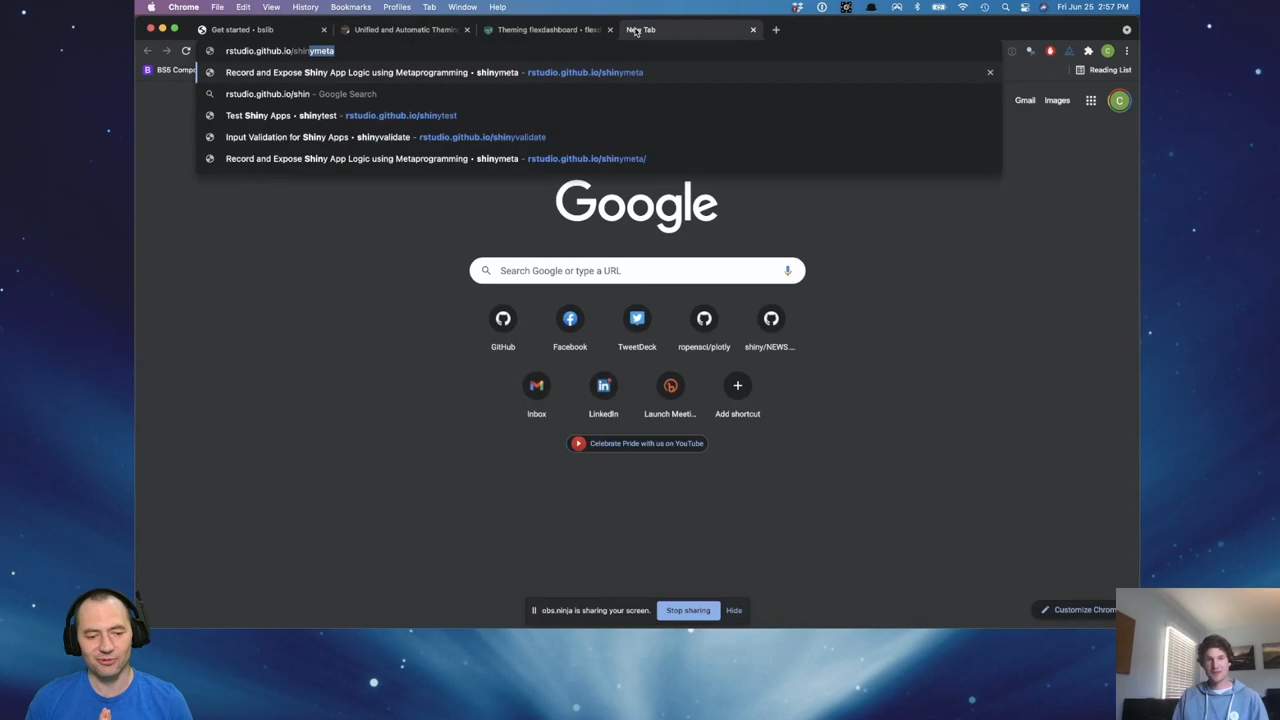 Chrome File Edit View History Bookmarks Profiles Tab Window Help Fri Jun 25 2:57 PM
Get started • bslib Unified and Automatic Theming Theming flexdashboard • flex New Tab
rstudio.github.io/shinymeta
BS5 Reading List
Record and Expose Shiny App Logic using Metaprogramming • shinymeta - rstudio.github.io/shinymeta
rstudio.github.io/shin - Google Search
Test Shiny Apps • shinytest - rstudio.github.io/shinytest
Input Validation for Shiny Apps • shinyvalidate - rstudio.github.io/shinyvalidate
Record and Expose Shiny App Logic using Metaprogramming • shinymeta - rstudio.github.io/shinymeta/
Gmail Images C
Google
Search Google or type a URL
GitHub Facebook TweetDeck ropensci/plotly shiny/NEWS....
Inbox LinkedIn Launch Meeti... Add shortcut
Celebrate Pride with us on YouTube
obs.ninja is sharing your screen. Stop sharing Hide
Customize Chrom